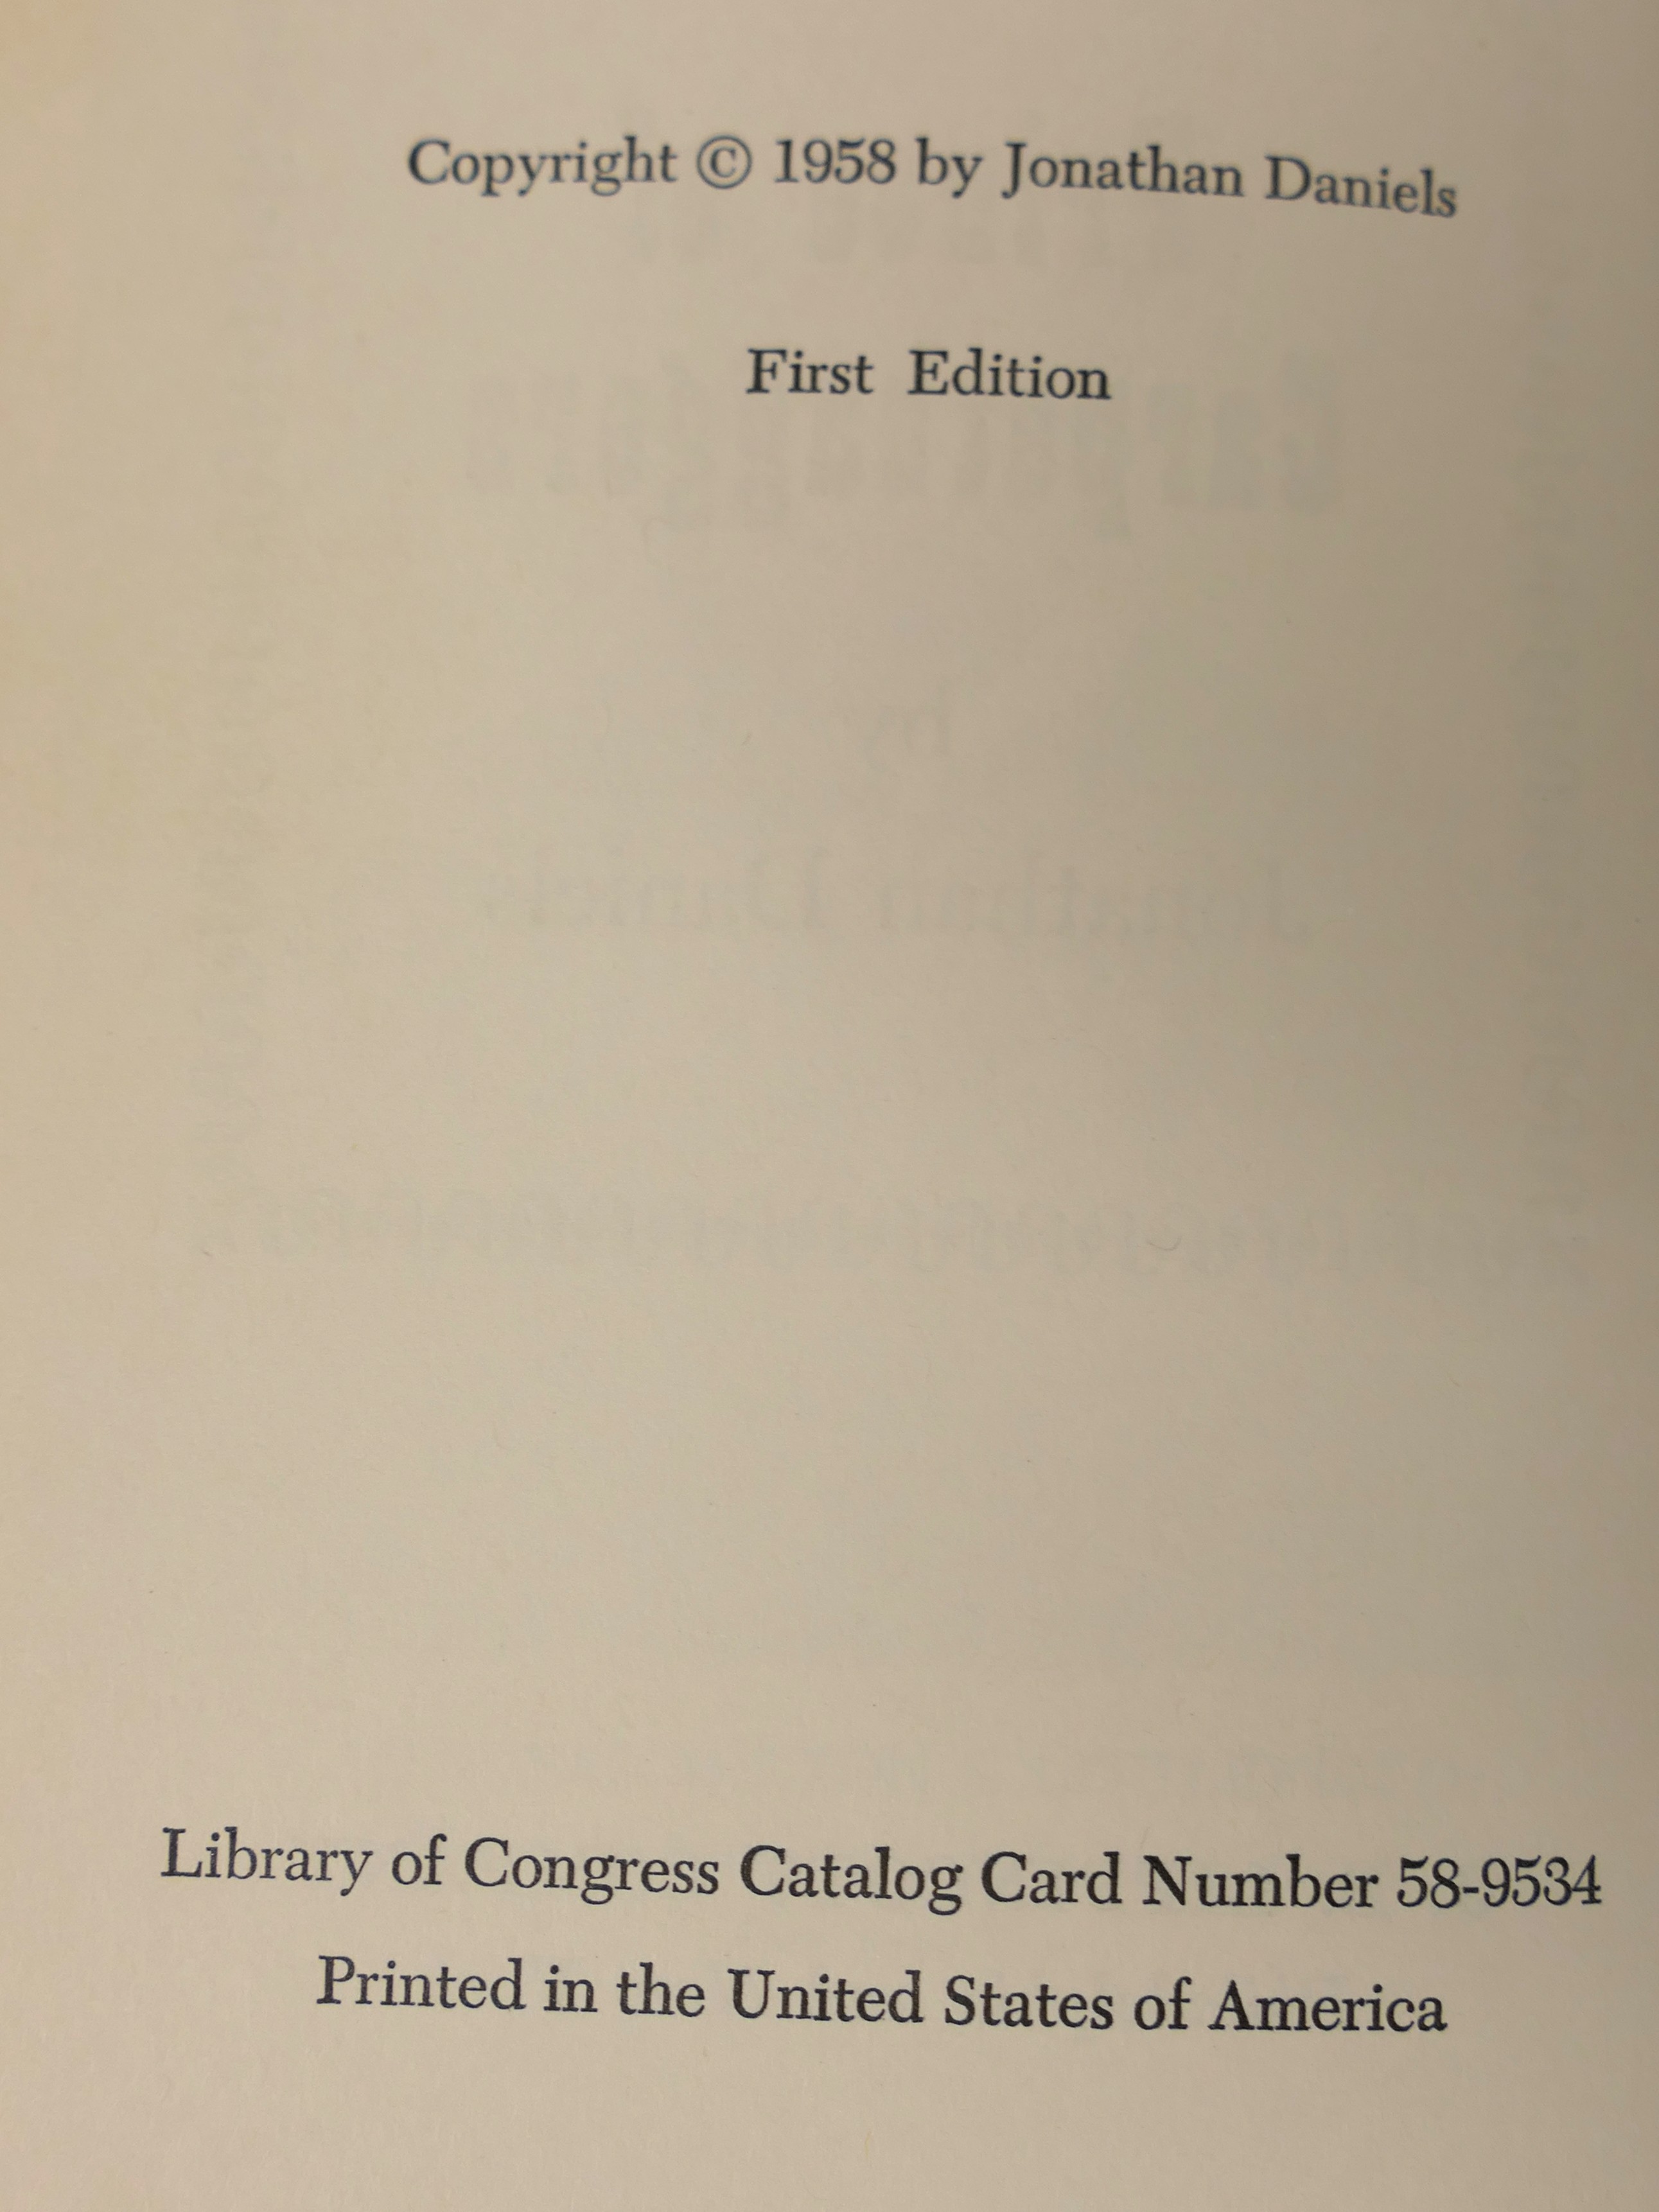 Copyright © 1958 by Jonathan Daniels
First Edition
Library of Congress Catalog Card Number 58-9534
Printed in the United States of America